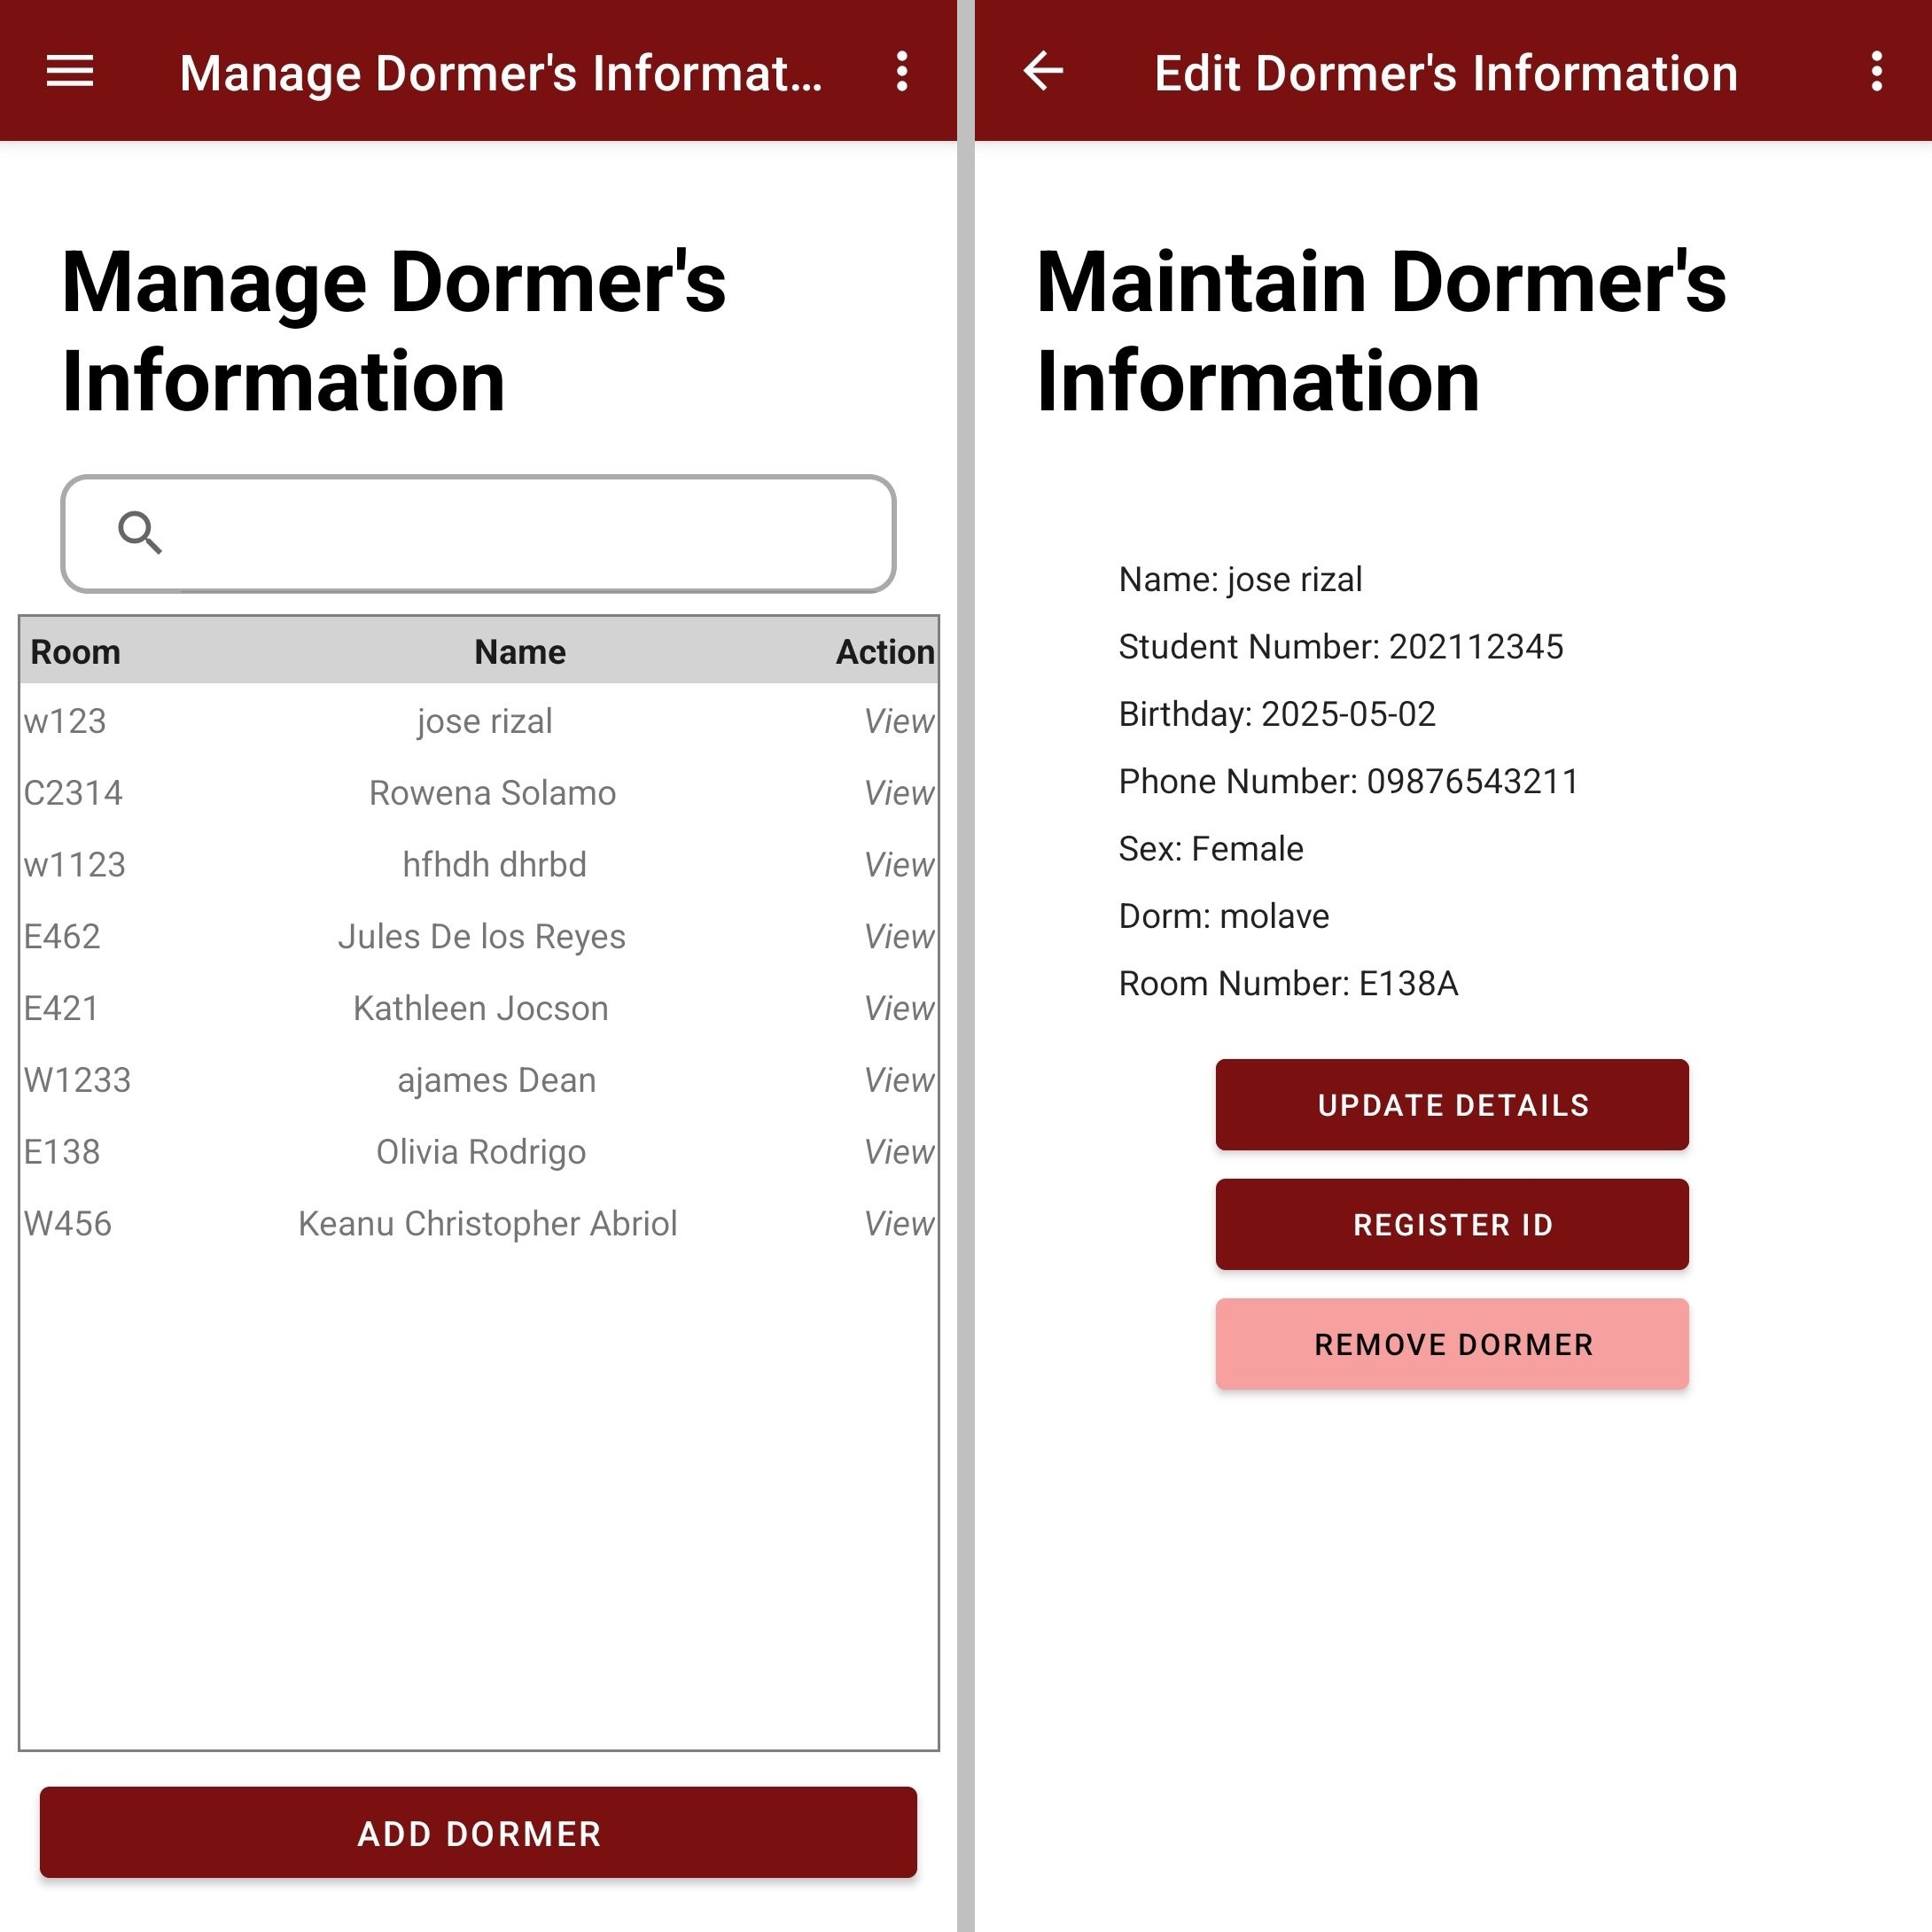 Manage Dormer's Informat...
Manage Dormer's
Information
Room Name Action
w123 jose rizal View
C2314 Rowena Solamo View
w1123 hfhdh dhrbd View
E462 Jules De los Reyes View
E421 Kathleen Jocson View
W1233 ajames Dean View
E138 Olivia Rodrigo View
W456 Keanu Christopher Abriol View
ADD DORMER
Edit Dormer's Information
Maintain Dormer's
Information
Name: jose rizal
Student Number: 202112345
Birthday: 2025-05-02
Phone Number: 09876543211
Sex: Female
Dorm: molave
Room Number: E138A
UPDATE DETAILS
REGISTER ID
REMOVE DORMER